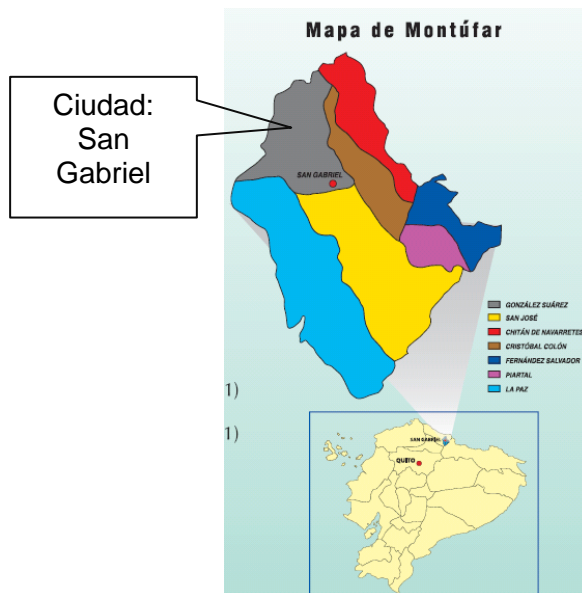 Mapa de Montúfar
Ciudad:
San
Gabriel
SAN GABRIEL
GONZÁLEZ SUÁREZ
SAN JOSÉ
CHITÁN DE NAVARRETES
CRISTÓBAL COLÓN
FERNÁNDEZ SALVADOR
PIARTAL
LA PAZ
1)
1)
SAN GABRIEL
QUITO